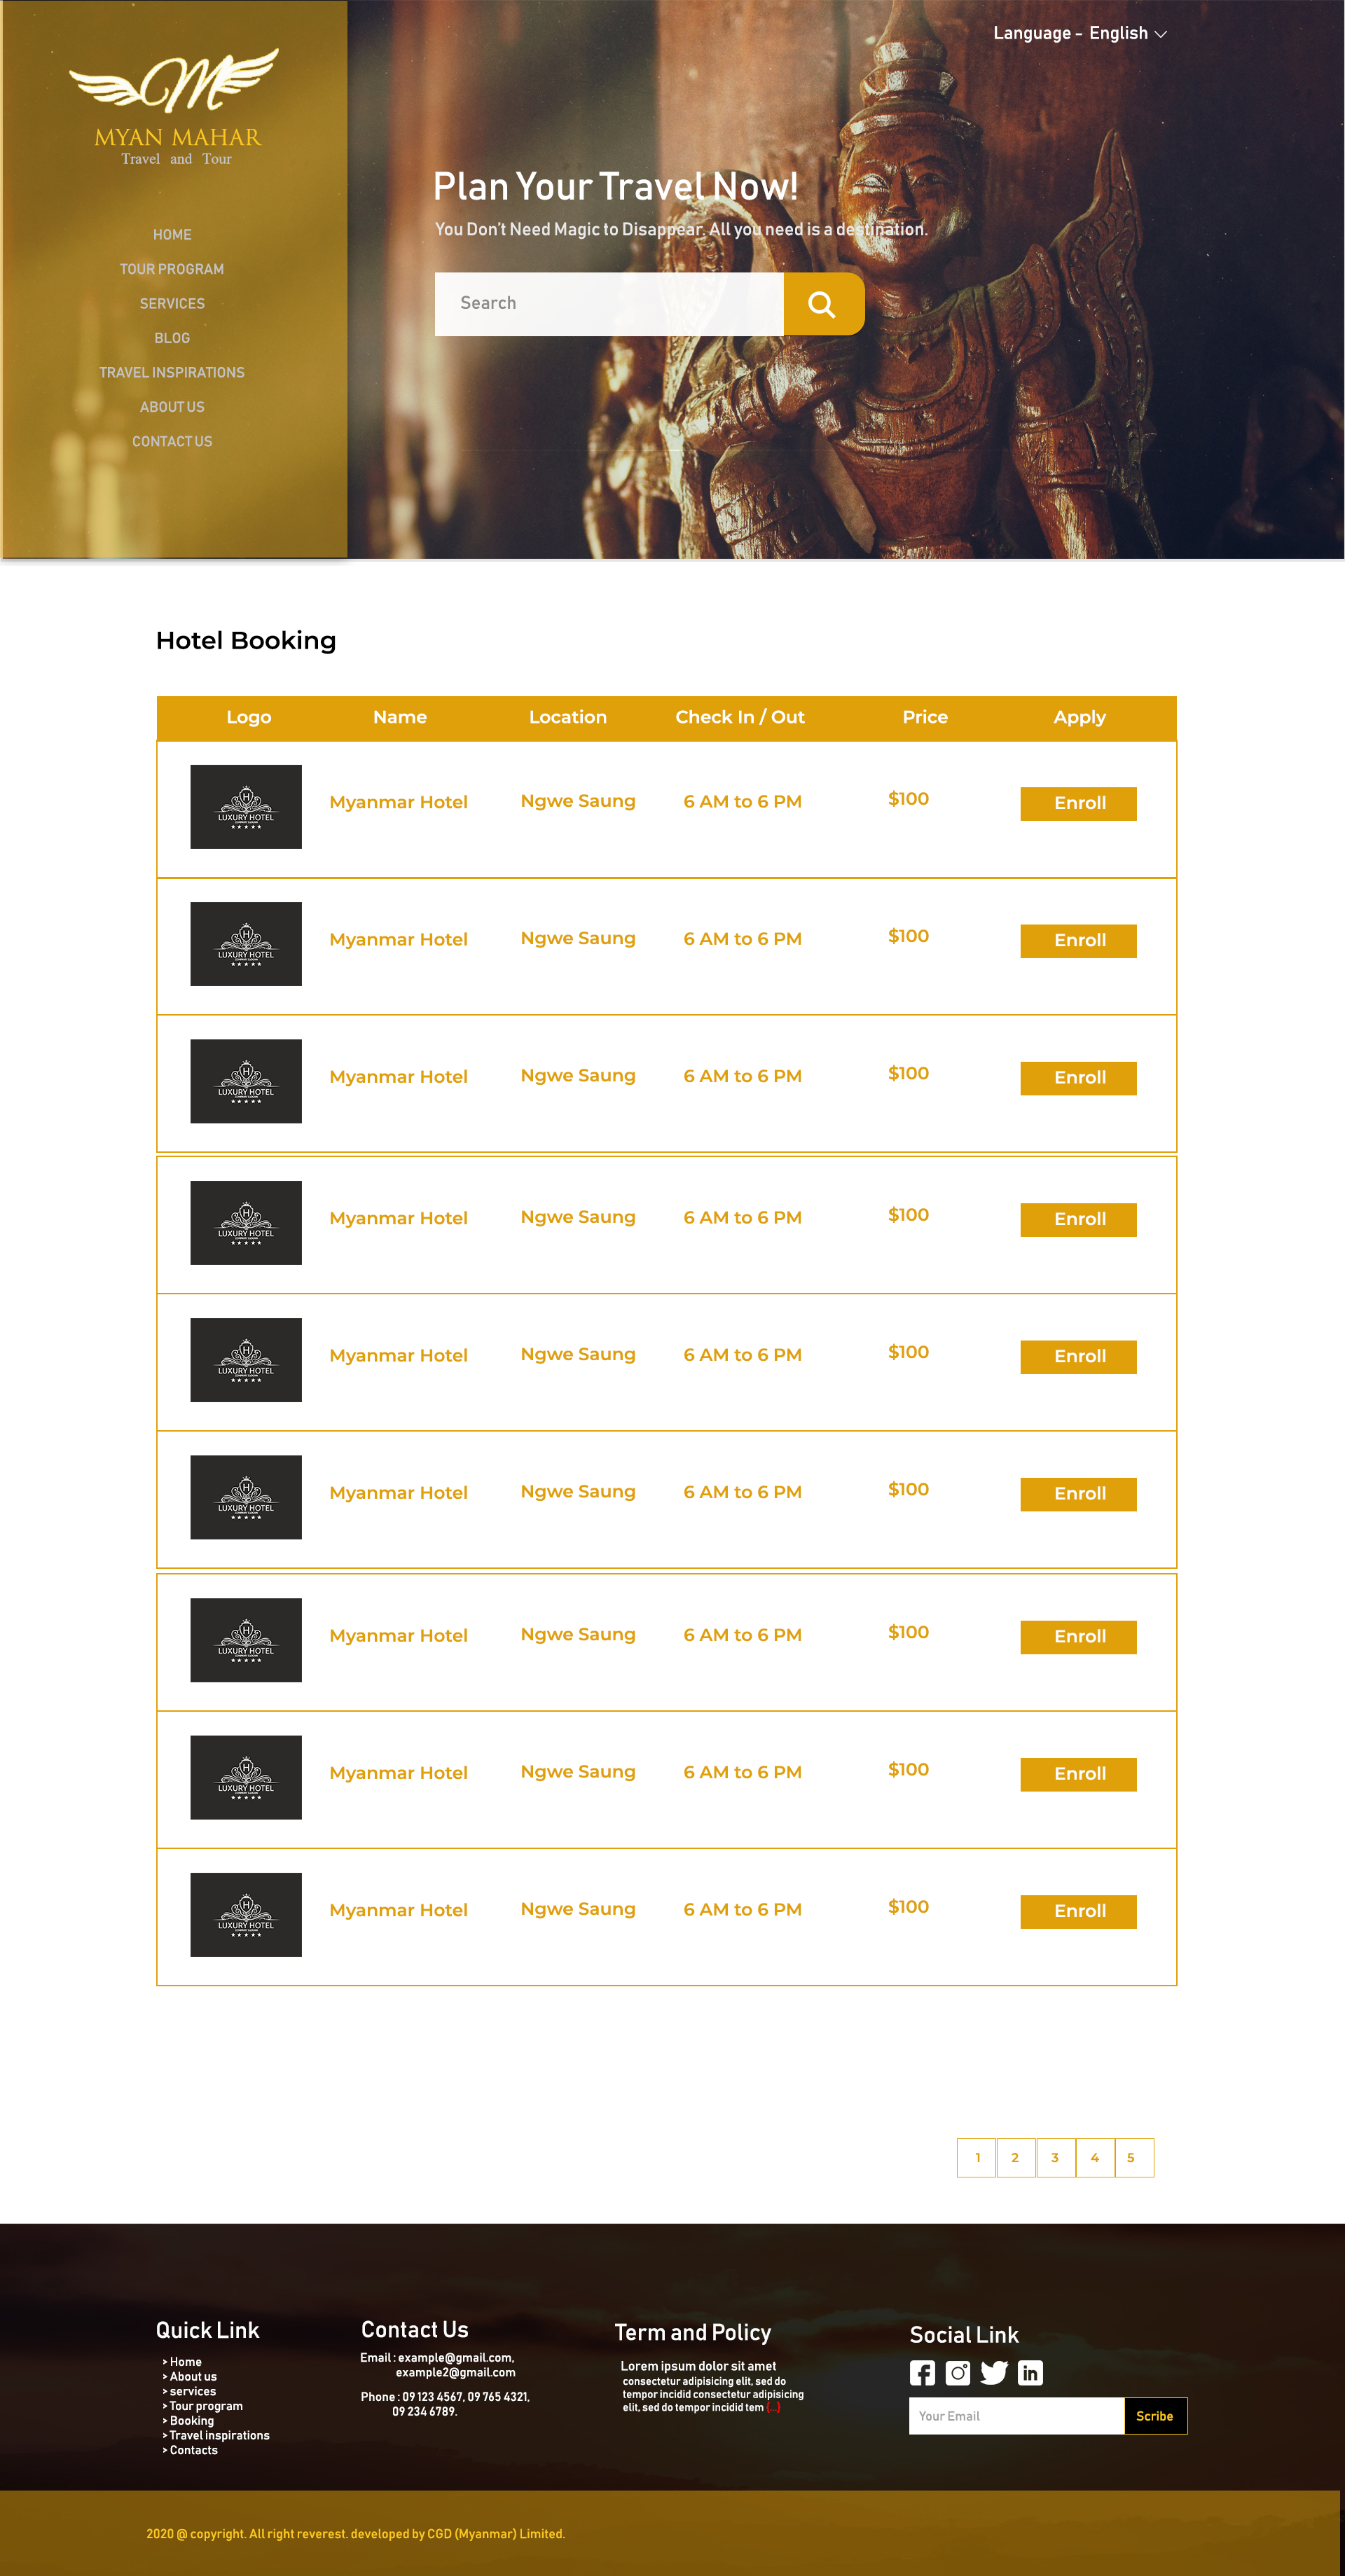 Language - English
MYAN MAHAR
Travel and Tour
HOME
TOUR PROGRAM
SERVICES
BLOG
TRAVEL INSPIRATIONS
ABOUT US
CONTACT US
Plan Your Travel Now!
You Don't Need Magic to Disappear. All you need is a destination.
Search
Hotel Booking
Logo Name Location Check In / Out Price Apply
LUXURY HOTEL Myanmar Hotel Ngwe Saung 6 AM to 6 PM $100 Enroll
LUXURY HOTEL Myanmar Hotel Ngwe Saung 6 AM to 6 PM $100 Enroll
LUXURY HOTEL Myanmar Hotel Ngwe Saung 6 AM to 6 PM $100 Enroll
LUXURY HOTEL Myanmar Hotel Ngwe Saung 6 AM to 6 PM $100 Enroll
LUXURY HOTEL Myanmar Hotel Ngwe Saung 6 AM to 6 PM $100 Enroll
LUXURY HOTEL Myanmar Hotel Ngwe Saung 6 AM to 6 PM $100 Enroll
LUXURY HOTEL Myanmar Hotel Ngwe Saung 6 AM to 6 PM $100 Enroll
LUXURY HOTEL Myanmar Hotel Ngwe Saung 6 AM to 6 PM $100 Enroll
LUXURY HOTEL Myanmar Hotel Ngwe Saung 6 AM to 6 PM $100 Enroll
1 2 3 4 5
Quick Link
> Home
> About us
> services
> Tour program
> Booking
> Travel inspirations
> Contacts
Contact Us
Email : example@gmail.com,
example2@gmail.com
Phone : 09 123 4567, 09 765 4321,
09 234 6789.
Term and Policy
Lorem ipsum dolor sit amet
consectetur adipisicing elit, sed do
tempor incidid consectetur adipisicing
elit, sed do tempor incidid tem (...)
Social Link
Your Email Scribe
2020 @ copyright. All right reverest. developed by CGD (Myanmar) Limited.